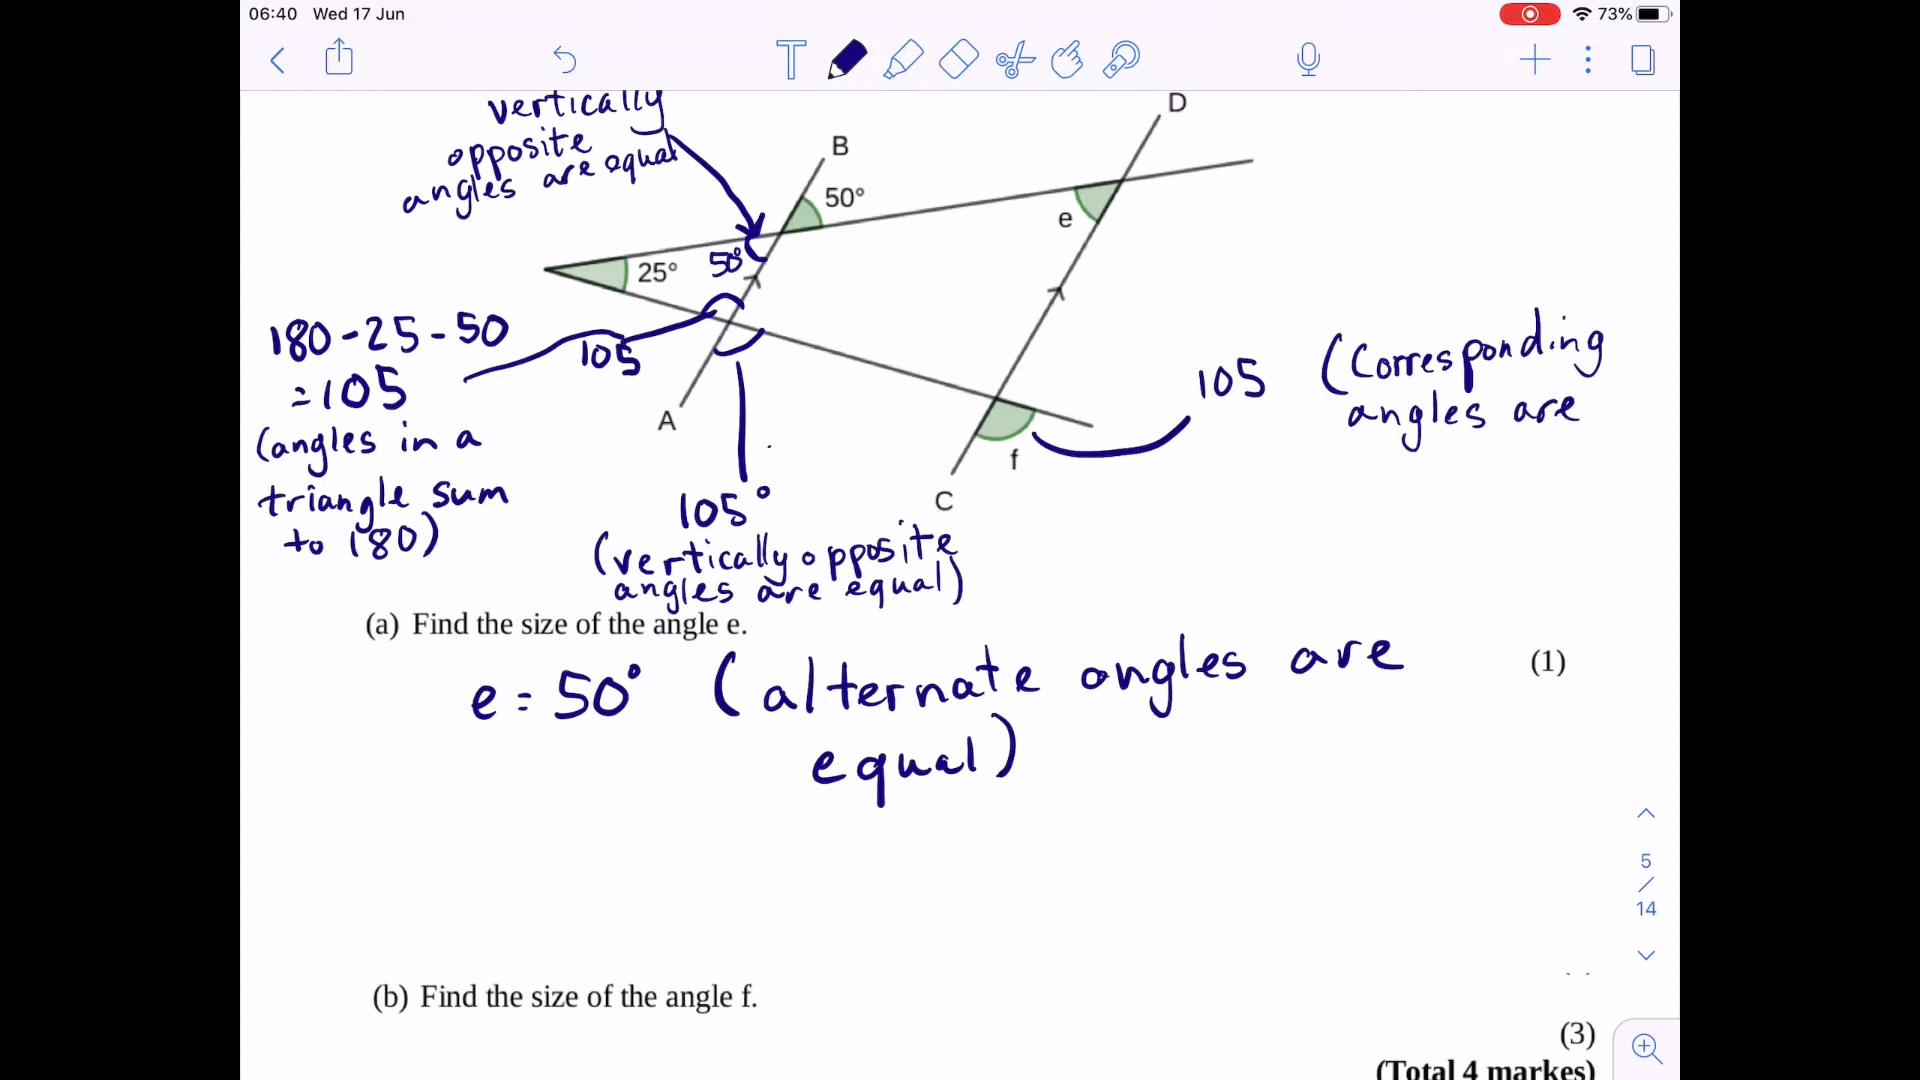 06:40 Wed 17 Jun
73%
T
vertically
opposite
angles are equal
B
D
50°
e
25°
50°
180-25-50
=105
105
(angles in a
triangle sum
to 180)
A
105 (Corresponding
angles are
f
C
105°
(vertically opposite
angles are equal)
(a) Find the size of the angle e.
(1)
e = 50° (alternate angles are
equal)
5
/
14
(b) Find the size of the angle f.
(3)
(Total 4 markes)